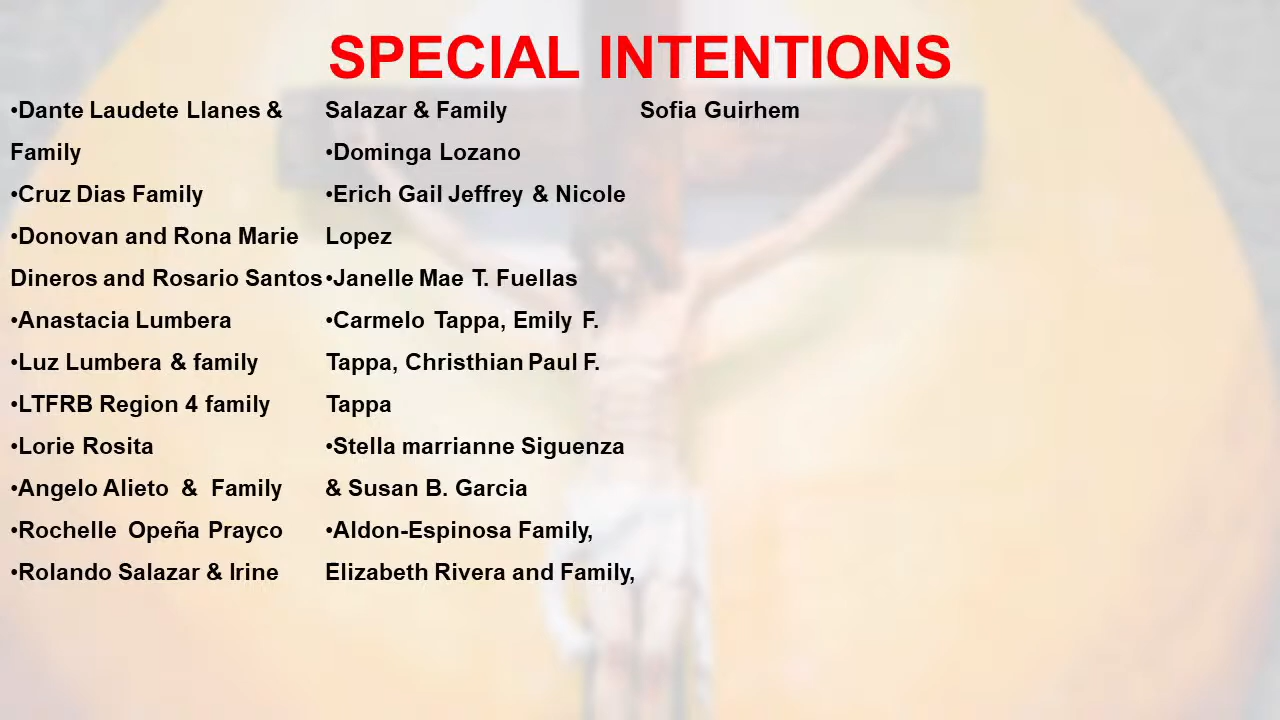 SPECIAL INTENTIONS
•Dante Laudete Llanes &
Family
•Cruz Dias Family
•Donovan and Rona Marie
Dineros and Rosario Santos
•Anastacia Lumbera
•Luz Lumbera & family
•LTFRB Region 4 family
•Lorie Rosita
•Angelo Alieto & Family
•Rochelle Opeña Prayco
•Rolando Salazar & Irine
Salazar & Family
•Dominga Lozano
•Erich Gail Jeffrey & Nicole
Lopez
•Janelle Mae T. Fuellas
•Carmelo Tappa, Emily F.
Tappa, Christhian Paul F.
Tappa
•Stella marrianne Siguenza
& Susan B. Garcia
•Aldon-Espinosa Family,
Elizabeth Rivera and Family,
Sofia Guirhem